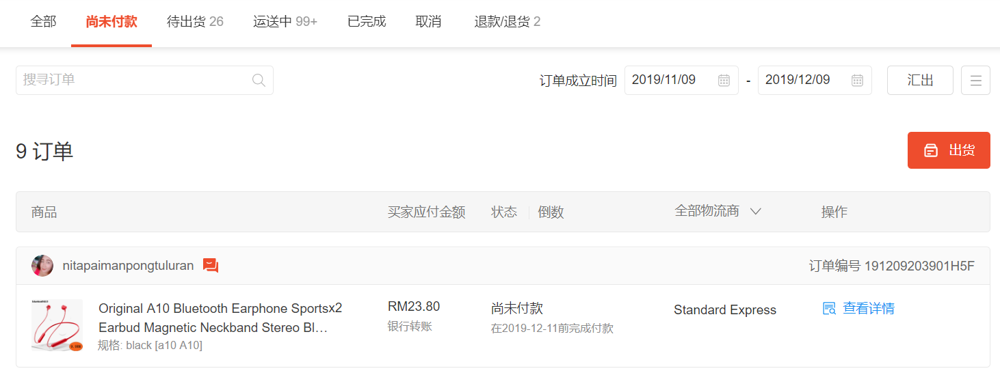 全部 尚未付款 待出货 26 运送中 99+ 已完成 取消 退款/退货 2
搜寻订单 订单成立时间 2019/11/09 - 2019/12/09 汇出
9 订单 出货
商品 买家应付金额 状态 倒数 全部物流商 操作
nitapaimanpongtuluran 订单编号 191209203901H5F
Original A10 Bluetooth Earphone Sportsx2 RM23.80 尚未付款 Standard Express 查看详情
Earbud Magnetic Neckband Stereo Bl… 银行转账 在2019-12-11前完成付款
规格: black [a10 A10]